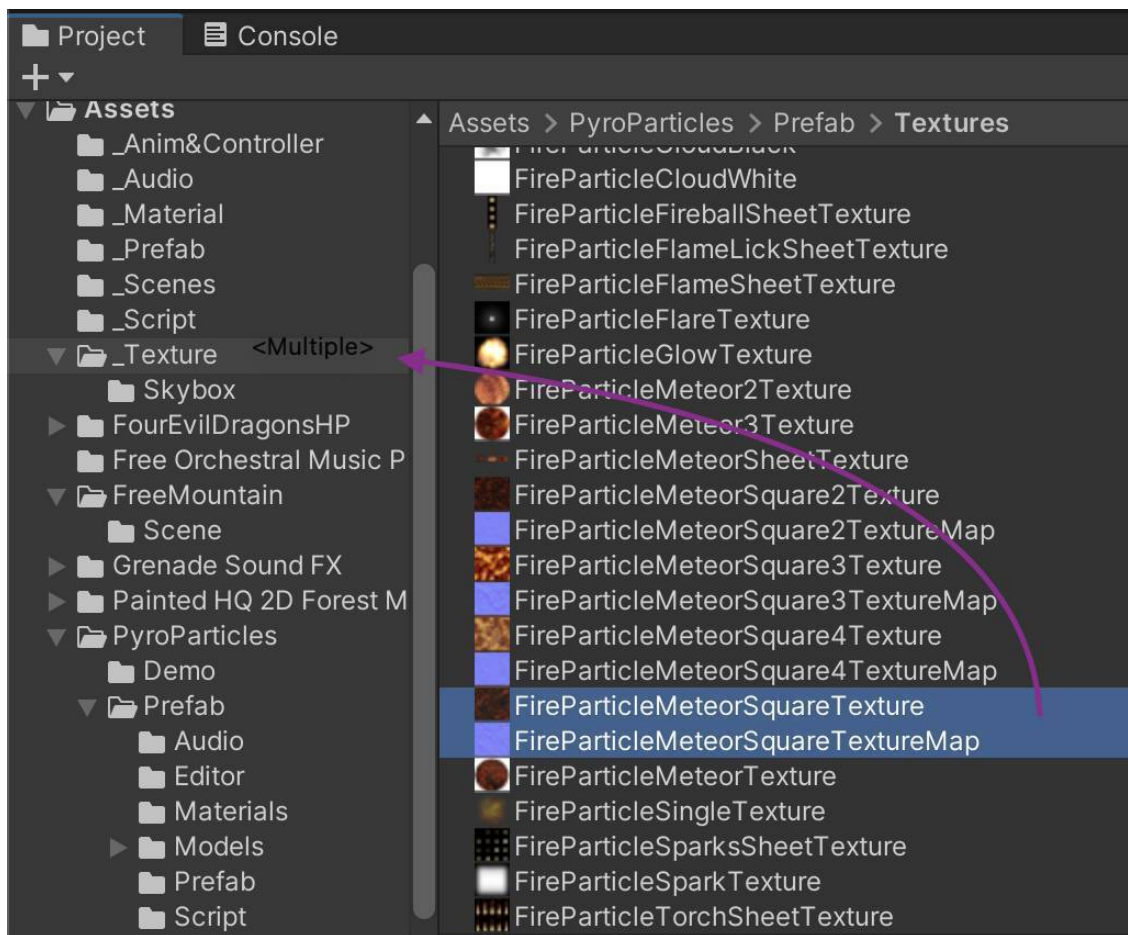 Project
Console
Assets
_Anim&Controller
_Audio
_Material
_Prefab
_Scenes
_Script
_Texture
<Multiple>
Skybox
FourEvilDragonsHP
Free Orchestral Music P
FreeMountain
Scene
Grenade Sound FX
Painted HQ 2D Forest M
PyroParticles
Demo
Prefab
Audio
Editor
Materials
Models
Prefab
Script
Assets > PyroParticles > Prefab > Textures
FireParticleCloudBlack
FireParticleCloudWhite
FireParticleFireballSheetTexture
FireParticleFlameLickSheetTexture
FireParticleFlameSheetTexture
FireParticleFlareTexture
FireParticleGlowTexture
FireParticleMeteor2Texture
FireParticleMeteor3Texture
FireParticleMeteorSheetTexture
FireParticleMeteorSquare2Texture
FireParticleMeteorSquare2TextureMap
FireParticleMeteorSquare3Texture
FireParticleMeteorSquare3TextureMap
FireParticleMeteorSquare4Texture
FireParticleMeteorSquare4TextureMap
FireParticleMeteorSquareTexture
FireParticleMeteorSquareTextureMap
FireParticleMeteorTexture
FireParticleSingleTexture
FireParticleSparksSheetTexture
FireParticleSparkTexture
FireParticleTorchSheetTexture